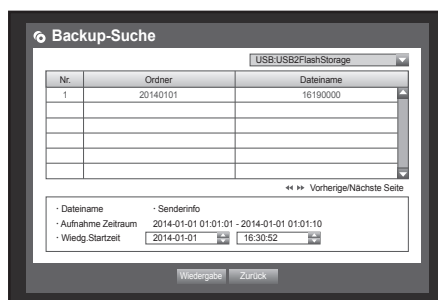 Backup-Suche
USB:USB2FlashStorage
Nr. Ordner Dateiname
1 20140101 16190000
Vorherige/Nächste Seite
· Dateiname · Senderinfo
· Aufnahme Zeitraum 2014-01-01 01:01:01 - 2014-01-01 01:01:10
· Wiedg.Startzeit 2014-01-01 16:30:52
Wiedergabe Zurück